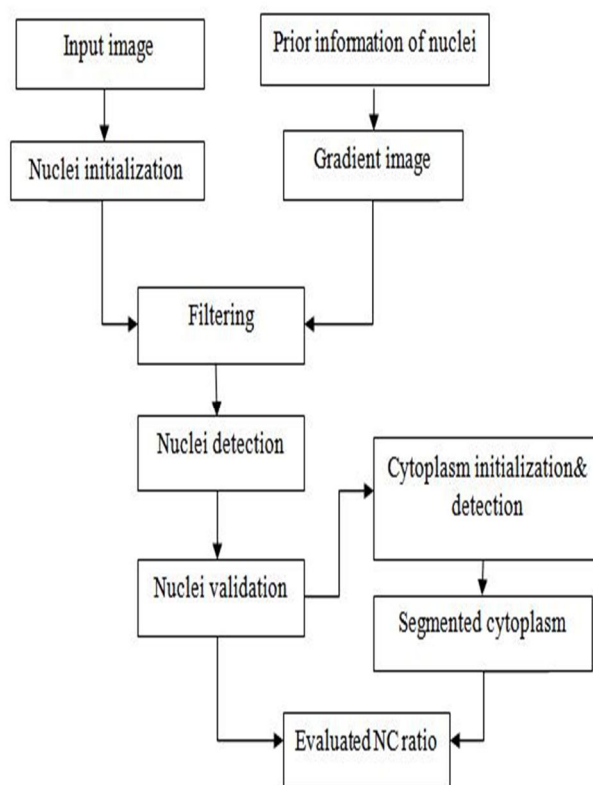 Input image
Prior information of nuclei
Nuclei initialization
Gradient image
Filtering
Nuclei detection
Cytoplasm initialization&
detection
Nuclei validation
Segmented cytoplasm
Evaluated NC ratio